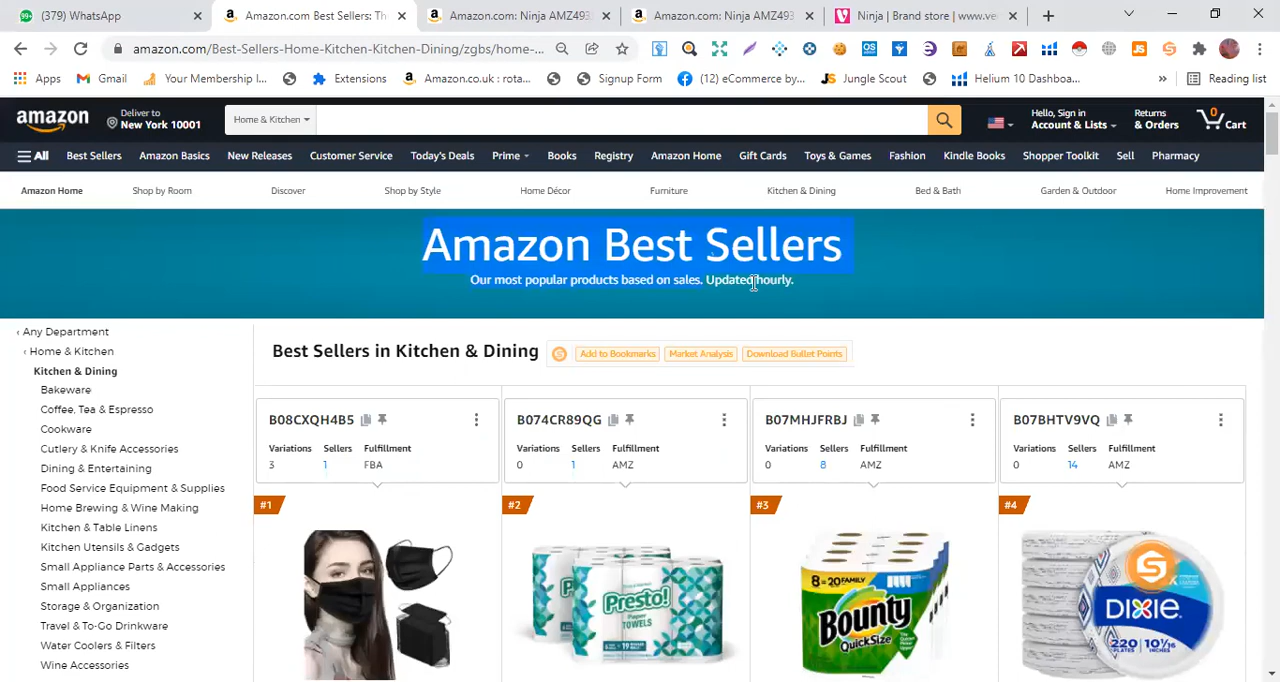 (379) WhatsApp
Amazon.com Best Sellers: Th
Amazon.com: Ninja AMZ493
Amazon.com: Ninja AMZ493
Ninja | Brand store | www.ve
amazon.com/Best-Sellers-Home-Kitchen-Kitchen-Dining/zgbs/home-...
Apps
Gmail
Your Membership I...
Extensions
Amazon.co.uk : rota...
Signup Form
(12) eCommerce by...
Jungle Scout
Helium 10 Dashboa...
Reading list
amazon
Deliver to
New York 10001
Home & Kitchen
Hello, Sign in
Account & Lists
Returns
& Orders
0
Cart
All
Best Sellers
Amazon Basics
New Releases
Customer Service
Today's Deals
Prime
Books
Registry
Amazon Home
Gift Cards
Toys & Games
Fashion
Kindle Books
Shopper Toolkit
Sell
Pharmacy
Amazon Home
Shop by Room
Discover
Shop by Style
Home Décor
Furniture
Kitchen & Dining
Bed & Bath
Garden & Outdoor
Home Improvement
Amazon Best Sellers
Our most popular products based on sales. Updated hourly.
‹ Any Department
‹ Home & Kitchen
Kitchen & Dining
Bakeware
Coffee, Tea & Espresso
Cookware
Cutlery & Knife Accessories
Dining & Entertaining
Food Service Equipment & Supplies
Home Brewing & Wine Making
Kitchen & Table Linens
Kitchen Utensils & Gadgets
Small Appliance Parts & Accessories
Small Appliances
Storage & Organization
Travel & To-Go Drinkware
Water Coolers & Filters
Wine Accessories
Best Sellers in Kitchen & Dining
Add to Bookmarks
Market Analysis
Download Bullet Points
B08CXQH4B5
Variations Sellers Fulfillment
3 1 FBA
#1
B074CR89QG
Variations Sellers Fulfillment
0 1 AMZ
#2
Presto!
PAPER
TOWELS
B07MHJFRBJ
Variations Sellers Fulfillment
0 8 AMZ
#3
8=20 FAMILY
Bounty
QUICK SIZE
B07BHTV9VQ
Variations Sellers Fulfillment
0 14 AMZ
#4
DIXIE
220 PLATES 10 1/16 INCHES